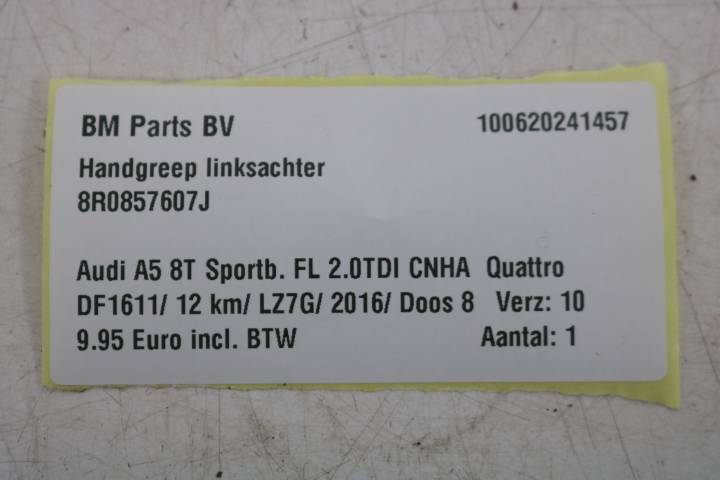 BM Parts BV 100620241457
Handgreep linksachter
8R0857607J
Audi A5 8T Sportb. FL 2.0TDI CNHA Quattro
DF1611/ 12 km/ LZ7G/ 2016/ Doos 8 Verz: 10
9.95 Euro incl. BTW Aantal: 1